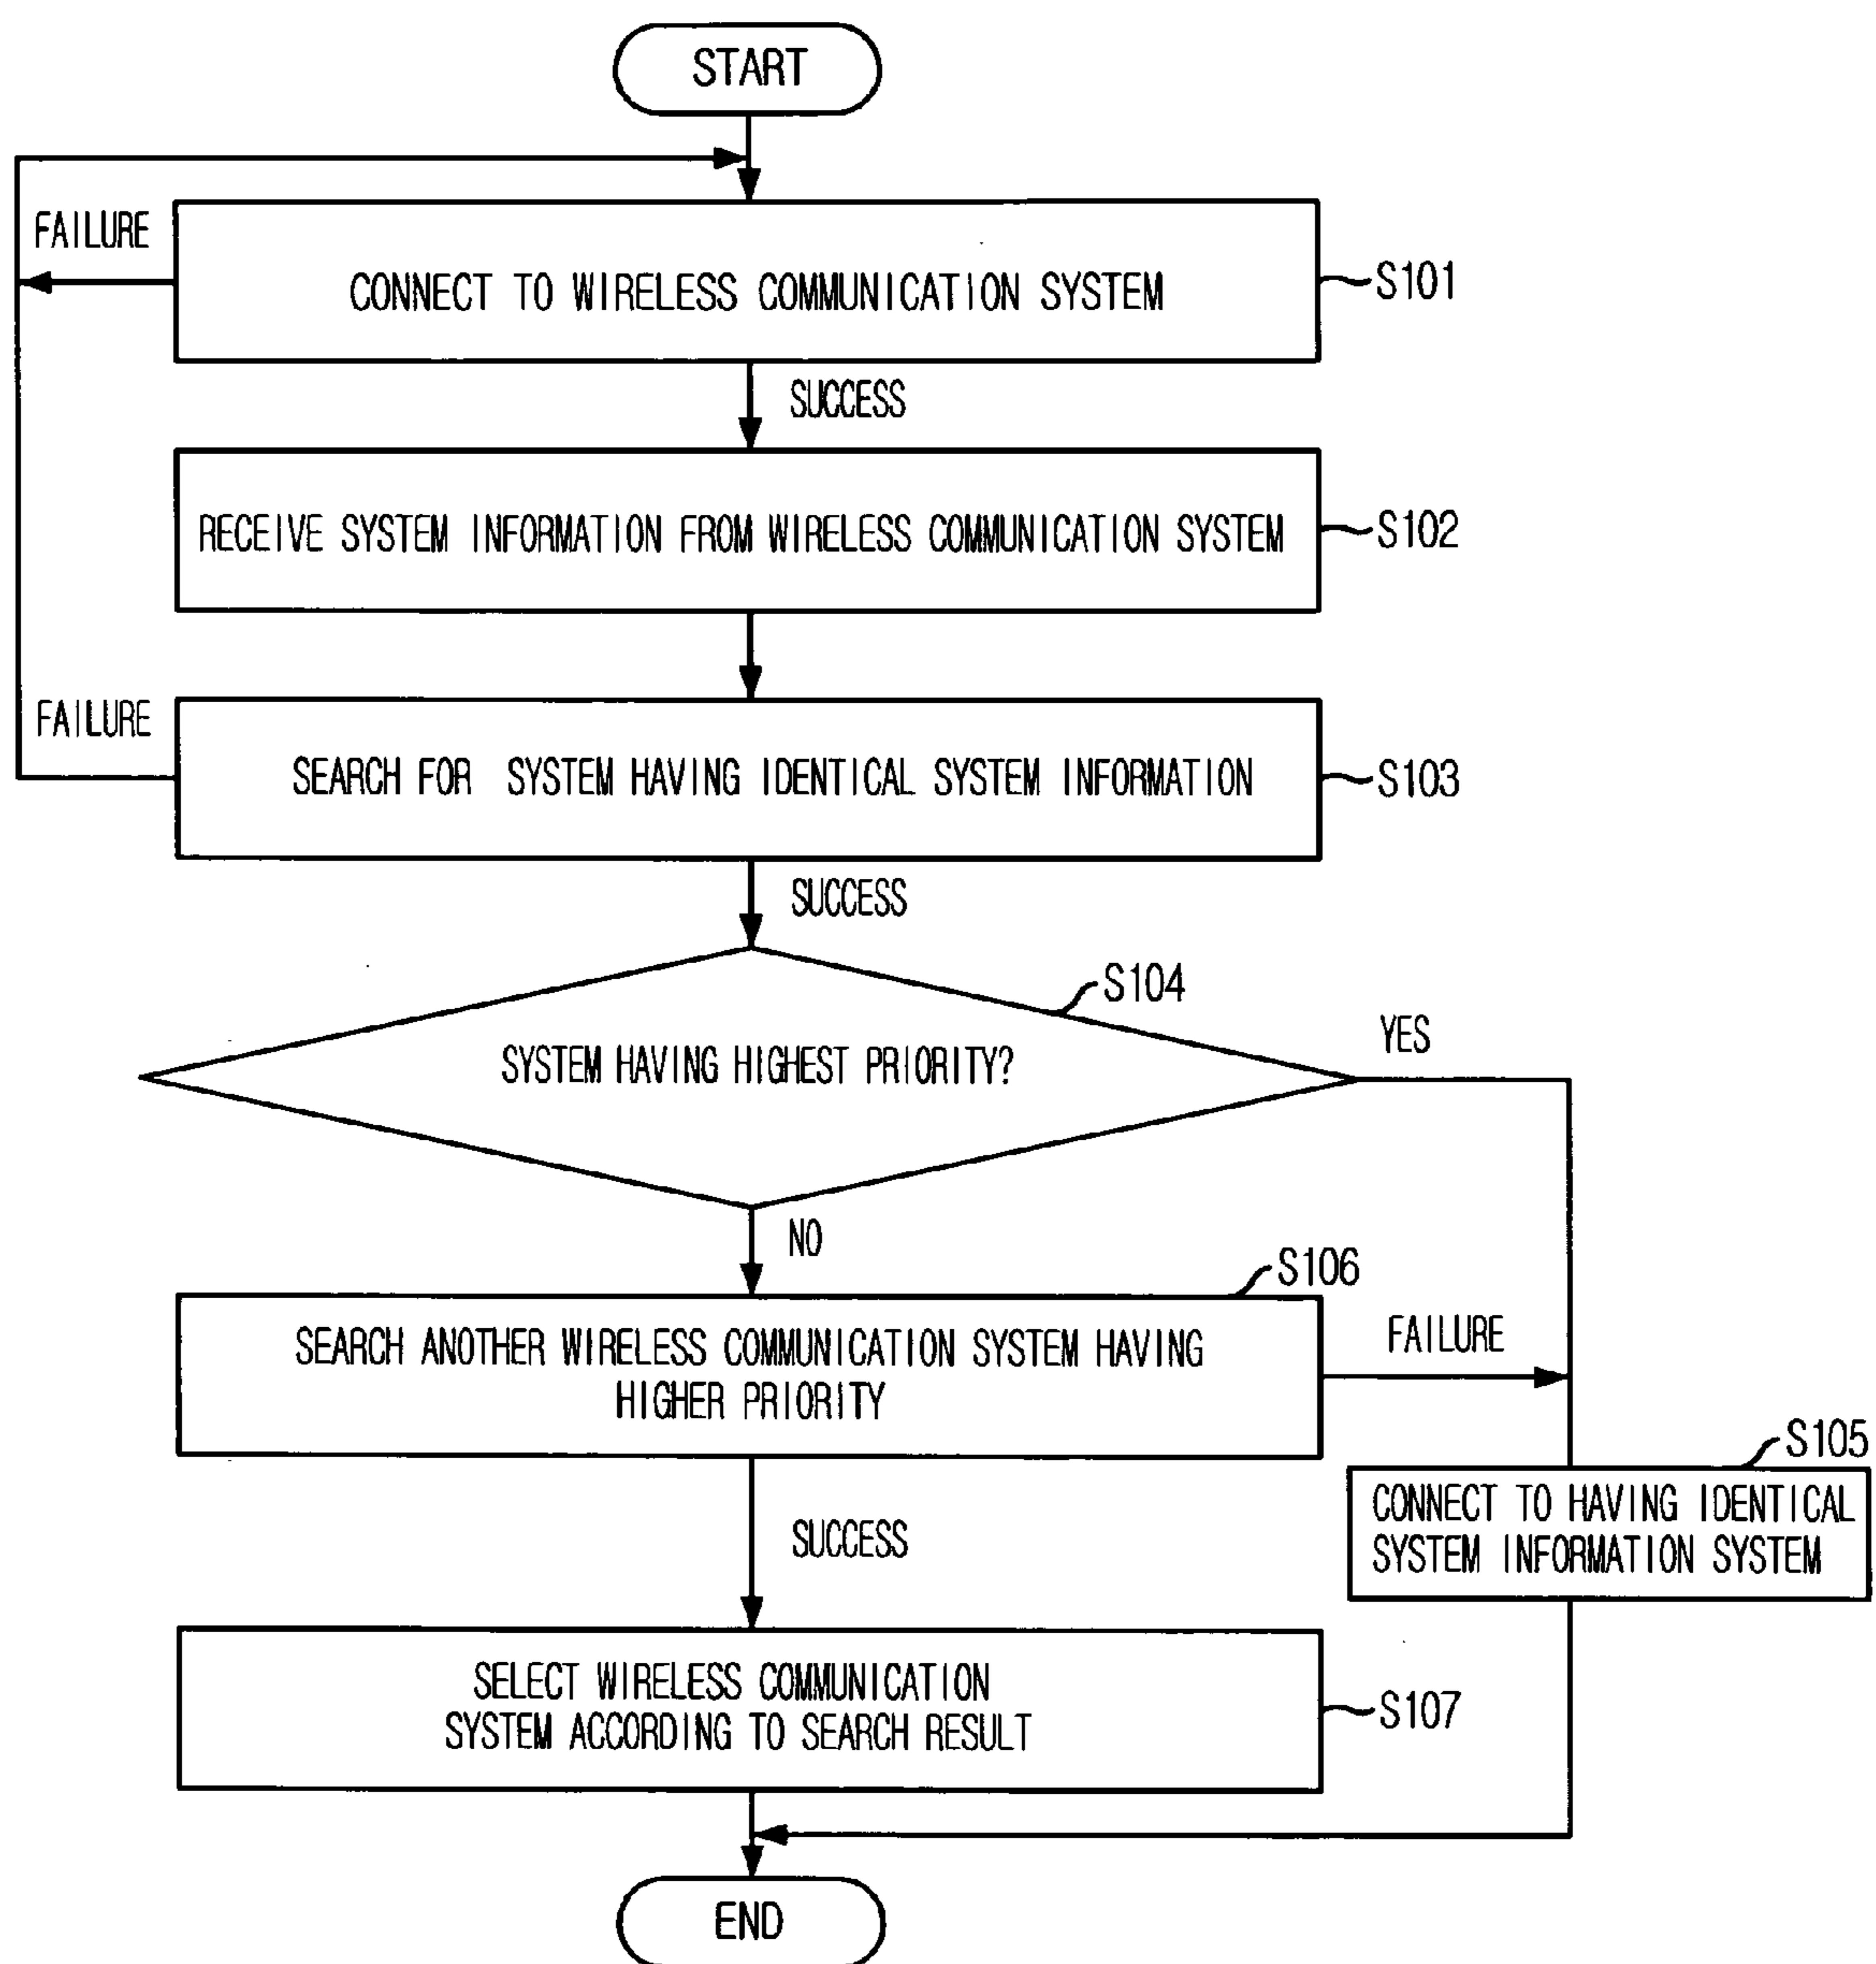 START
FAILURE
CONNECT TO WIRELESS COMMUNICATION SYSTEM
S101
SUCCESS
RECEIVE SYSTEM INFORMATION FROM WIRELESS COMMUNICATION SYSTEM
S102
FAILURE
SEARCH FOR SYSTEM HAVING IDENTICAL SYSTEM INFORMATION
S103
SUCCESS
S104
SYSTEM HAVING HIGHEST PRIORITY?
YES
NO
S106
SEARCH ANOTHER WIRELESS COMMUNICATION SYSTEM HAVING
HIGHER PRIORITY
FAILURE
S105
CONNECT TO HAVING IDENTICAL
SYSTEM INFORMATION SYSTEM
SUCCESS
SELECT WIRELESS COMMUNICATION
SYSTEM ACCORDING TO SEARCH RESULT
S107
END